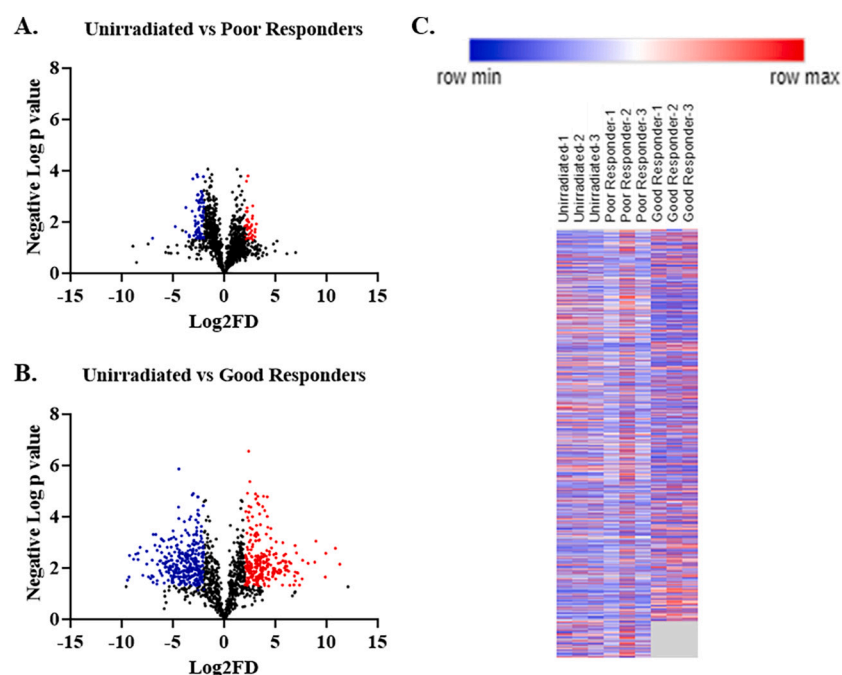 A.
Unirradiated vs Poor Responders
8
6
4
2
0
-15 -10 -5 0 5 10 15
Negative Log p value
Log2FD
B.
Unirradiated vs Good Responders
8
6
4
2
0
-15 -10 -5 0 5 10 15
Negative Log p value
Log2FD
C.
row min row max
Unirradiated-1
Unirradiated-2
Unirradiated-3
Poor Responder-1
Poor Responder-2
Poor Responder-3
Good Responder-1
Good Responder-2
Good Responder-3